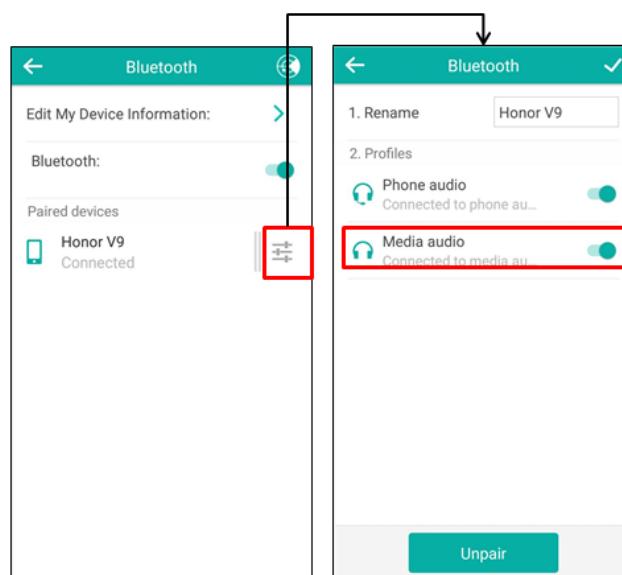 Bluetooth
Edit My Device Information:
Bluetooth:
Paired devices
Honor V9
Connected
Bluetooth
1. Rename
Honor V9
2. Profiles
Phone audio
Connected to phone au...
Media audio
Connected to media au...
Unpair